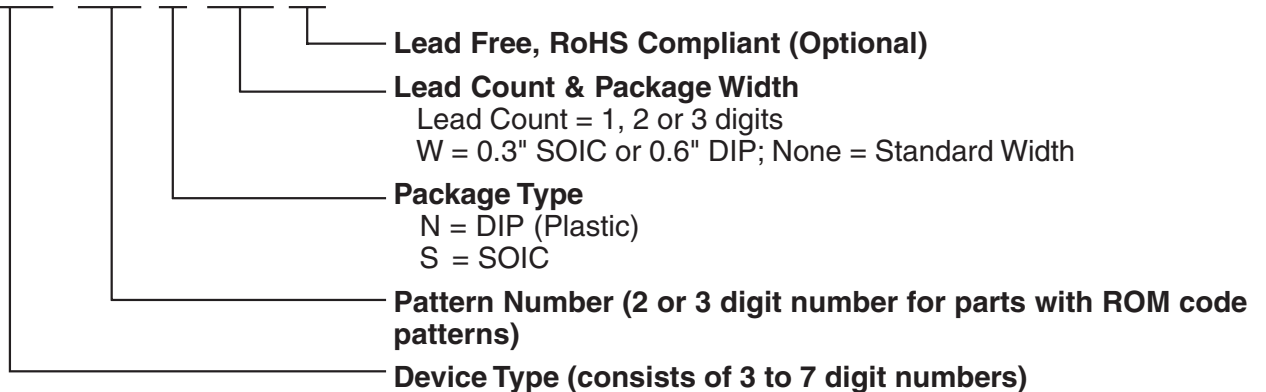 Lead Free, RoHS Compliant (Optional)
Lead Count & Package Width
Lead Count = 1, 2 or 3 digits
W = 0.3" SOIC or 0.6" DIP; None = Standard Width
Package Type
N = DIP (Plastic)
S = SOIC
Pattern Number (2 or 3 digit number for parts with ROM code
patterns)
Device Type (consists of 3 to 7 digit numbers)